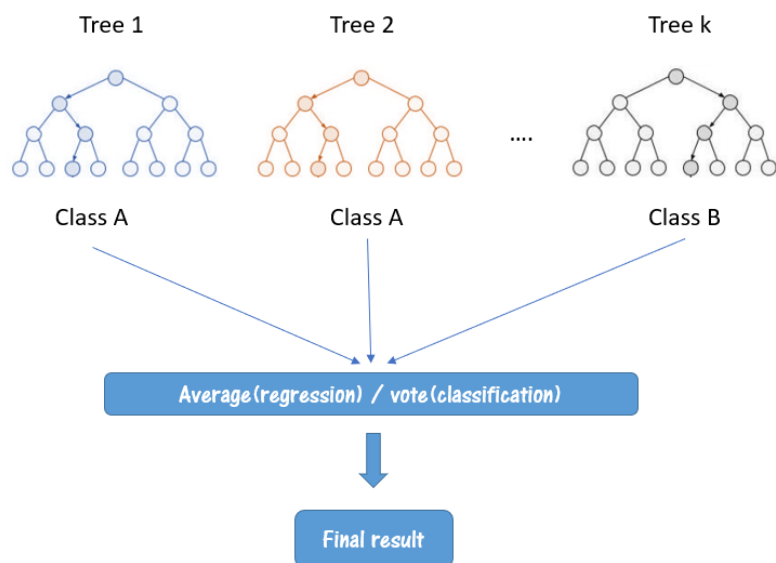 Tree 1
Tree 2
Tree k
....
Class A
Class A
Class B
Average(regression) / vote(classification)
Final result